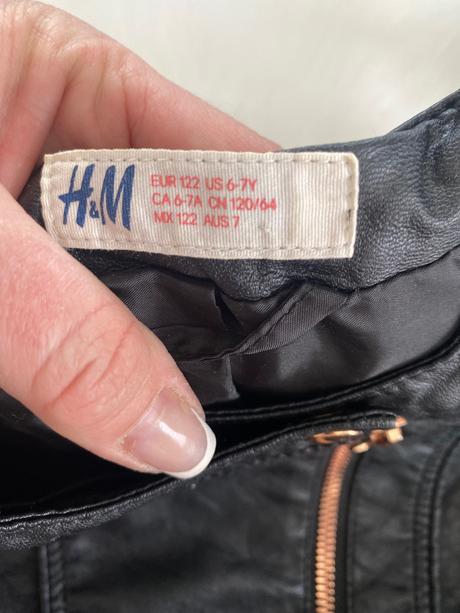 H&M
EUR 122 US 6-7Y
CA 6-7A CN 120/64
MX 122 AUS 7